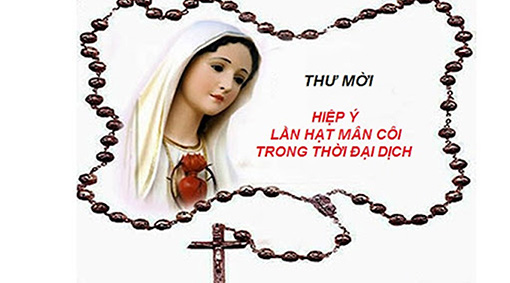 THƯ MỜI
HIỆP Ý
LẦN HẠT MÂN CÔI
TRONG THỜI ĐẠI DỊCH